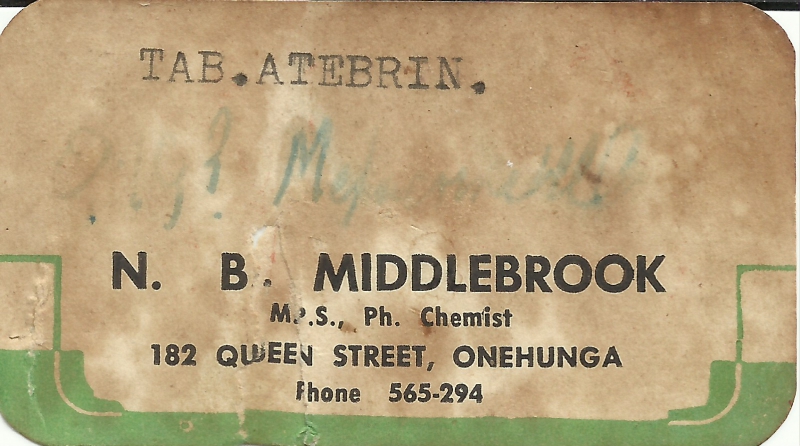 TAB.ATEBRIN.
N. B. MIDDLEBROOK
M.P.S., Ph. Chemist
182 QUEEN STREET, ONEHUNGA
Phone 565-294